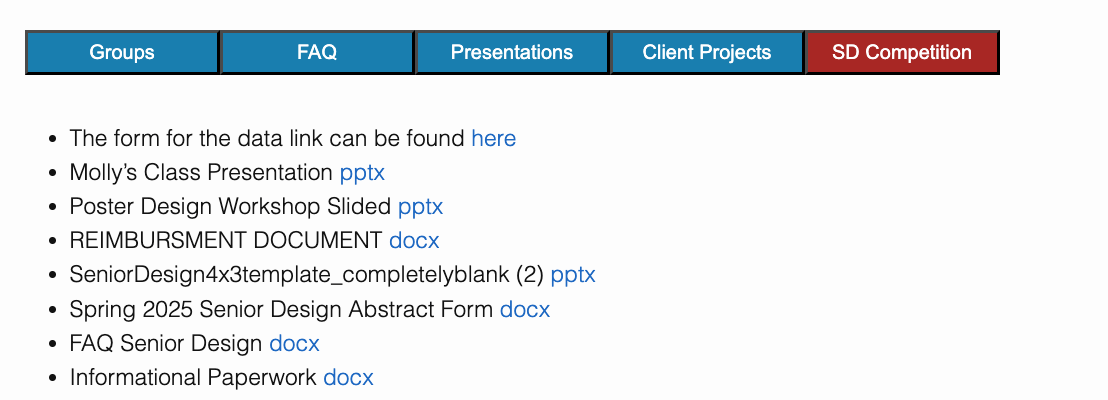 Groups FAQ Presentations Client Projects SD Competition
• The form for the data link can be found here
• Molly’s Class Presentation pptx
• Poster Design Workshop Slided pptx
• REIMBURSMENT DOCUMENT docx
• SeniorDesign4x3template_completelyblank (2) pptx
• Spring 2025 Senior Design Abstract Form docx
• FAQ Senior Design docx
• Informational Paperwork docx